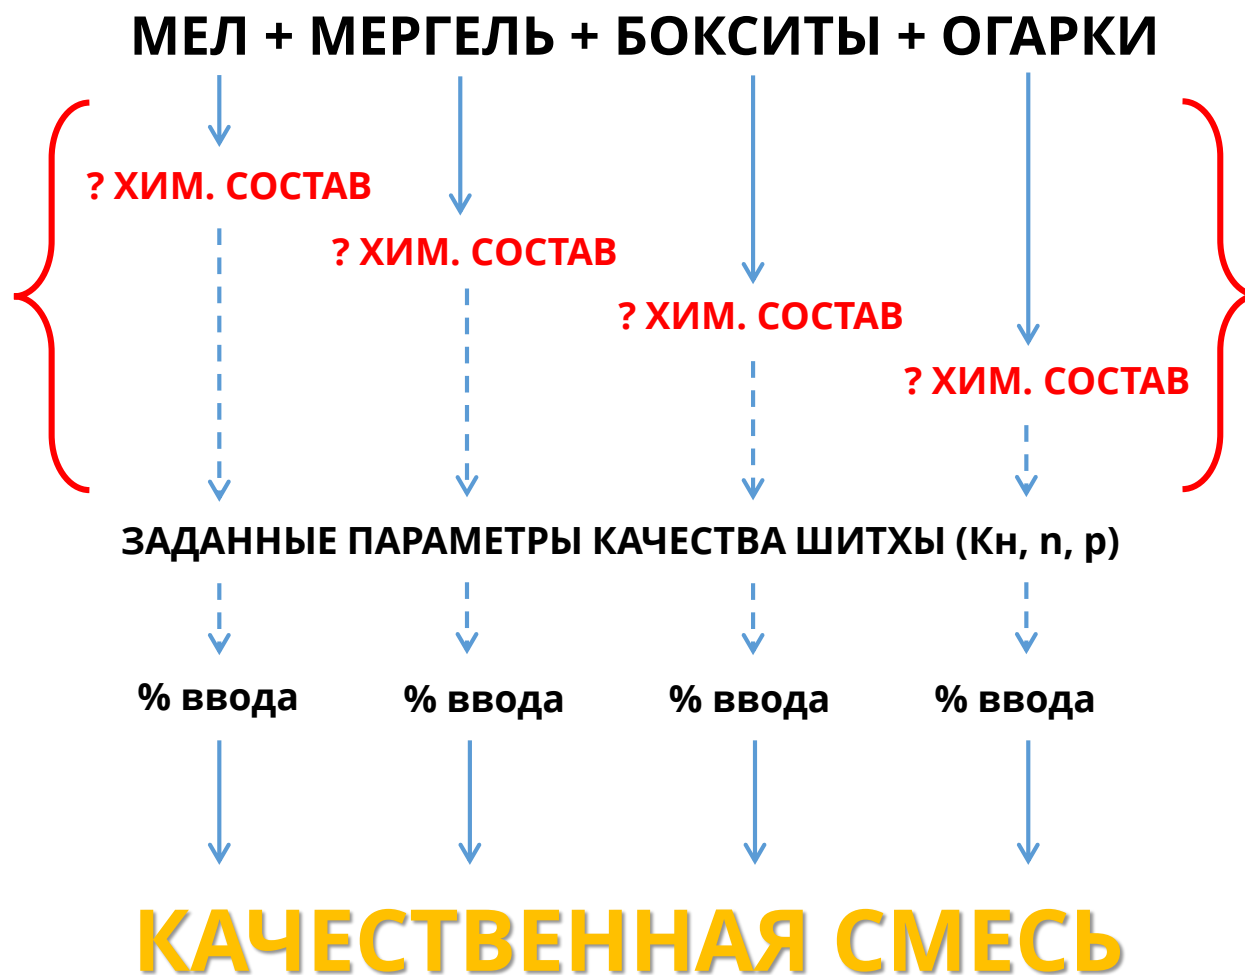 МЕЛ + МЕРГЕЛЬ + БОКСИТЫ + ОГАРКИ
? ХИМ. СОСТАВ
? ХИМ. СОСТАВ
? ХИМ. СОСТАВ
? ХИМ. СОСТАВ
ЗАДАННЫЕ ПАРАМЕТРЫ КАЧЕСТВА ШИТХЫ (Кн, n, p)
% ввода % ввода % ввода % ввода
КАЧЕСТВЕННАЯ СМЕСЬ